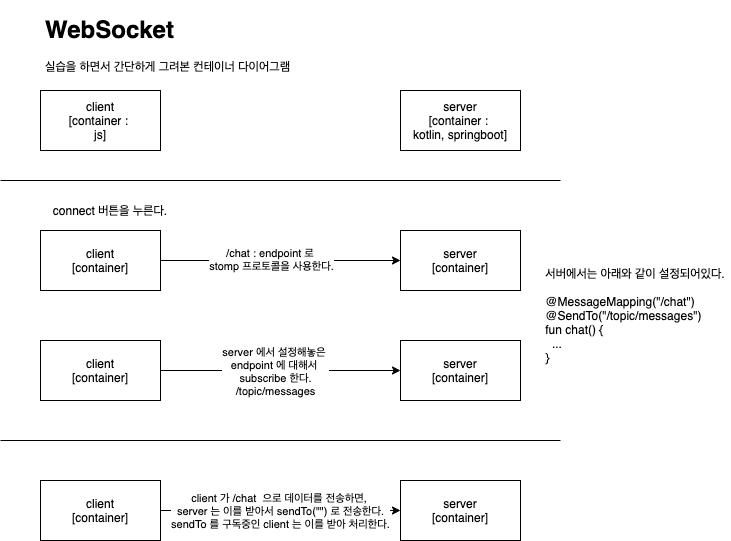 WebSocket
실습을 하면서 간단하게 그려본 컨테이너 다이어그램
client
[container :
js]
server
[container :
kotlin, springboot]
connect 버튼을 누른다.
client
[container]
/chat : endpoint 로
stomp 프로토콜을 사용한다.
server
[container]
서버에서는 아래와 같이 설정되어있다.
@MessageMapping("/chat")
@SendTo("/topic/messages")
fun chat() {
...
}
client
[container]
server 에서 설정해놓은
endpoint 에 대해서
subscribe 한다.
/topic/messages
server
[container]
client
[container]
client 가 /chat 으로 데이터를 전송하면,
server 는 이를 받아서 sendTo("") 로 전송한다.
sendTo 를 구독중인 client 는 이를 받아 처리한다.
server
[container]